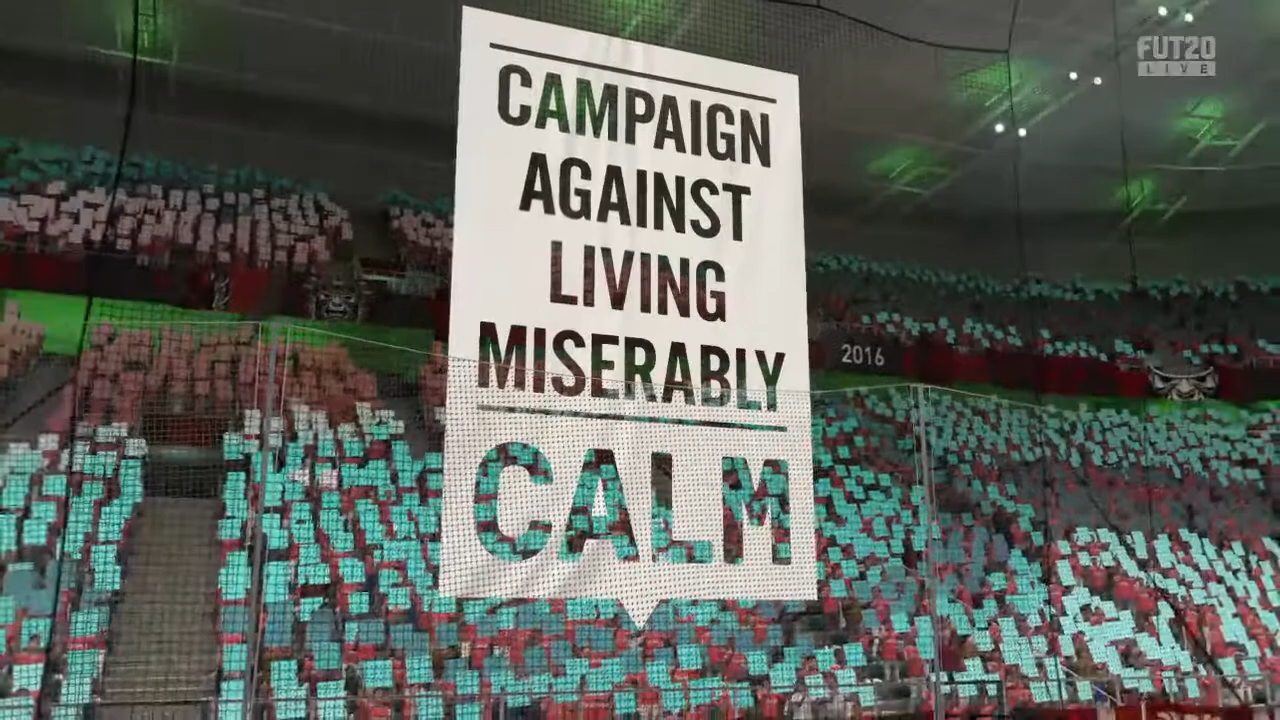 FUT20
LIVE
CAMPAIGN
AGAINST
LIVING
MISERABLY
CALM
2016